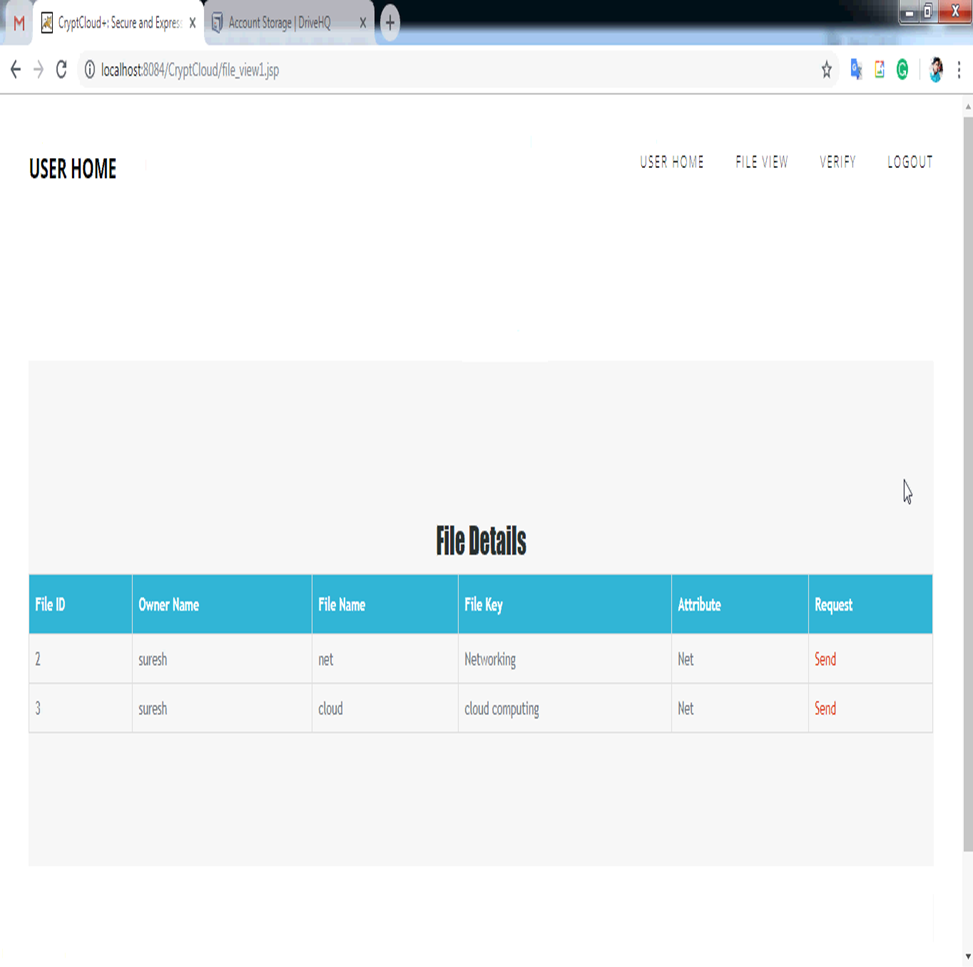 M CryptCloud+: Secure and Expres Account Storage | DriveHQ
localhost:8084/CryptCloud/file_view1.jsp
USER HOME USER HOME FILE VIEW VERIFY LOGOUT
File Details
File ID Owner Name File Name File Key Attribute Request
2 suresh net Networking Net Send
3 suresh cloud cloud computing Net Send